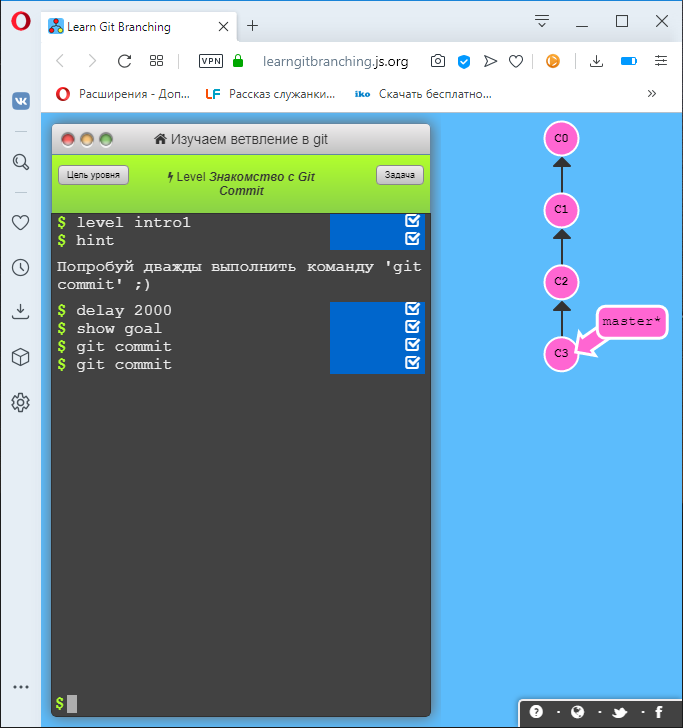 Learn Git Branching
VPN
learngitbranching.js.org
Расширения - Доп...
LF
Рассказ служанки...
iko
Скачать бесплатно...
Изучаем ветвление в git
Цель уровня
Level Знакомство с Git
Commit
Задача
$ level intro1
$ hint
Попробуй дважды выполнить команду 'git
commit' ;)
$ delay 2000
$ show goal
$ git commit
$ git commit
$
C0
C1
C2
master*
C3